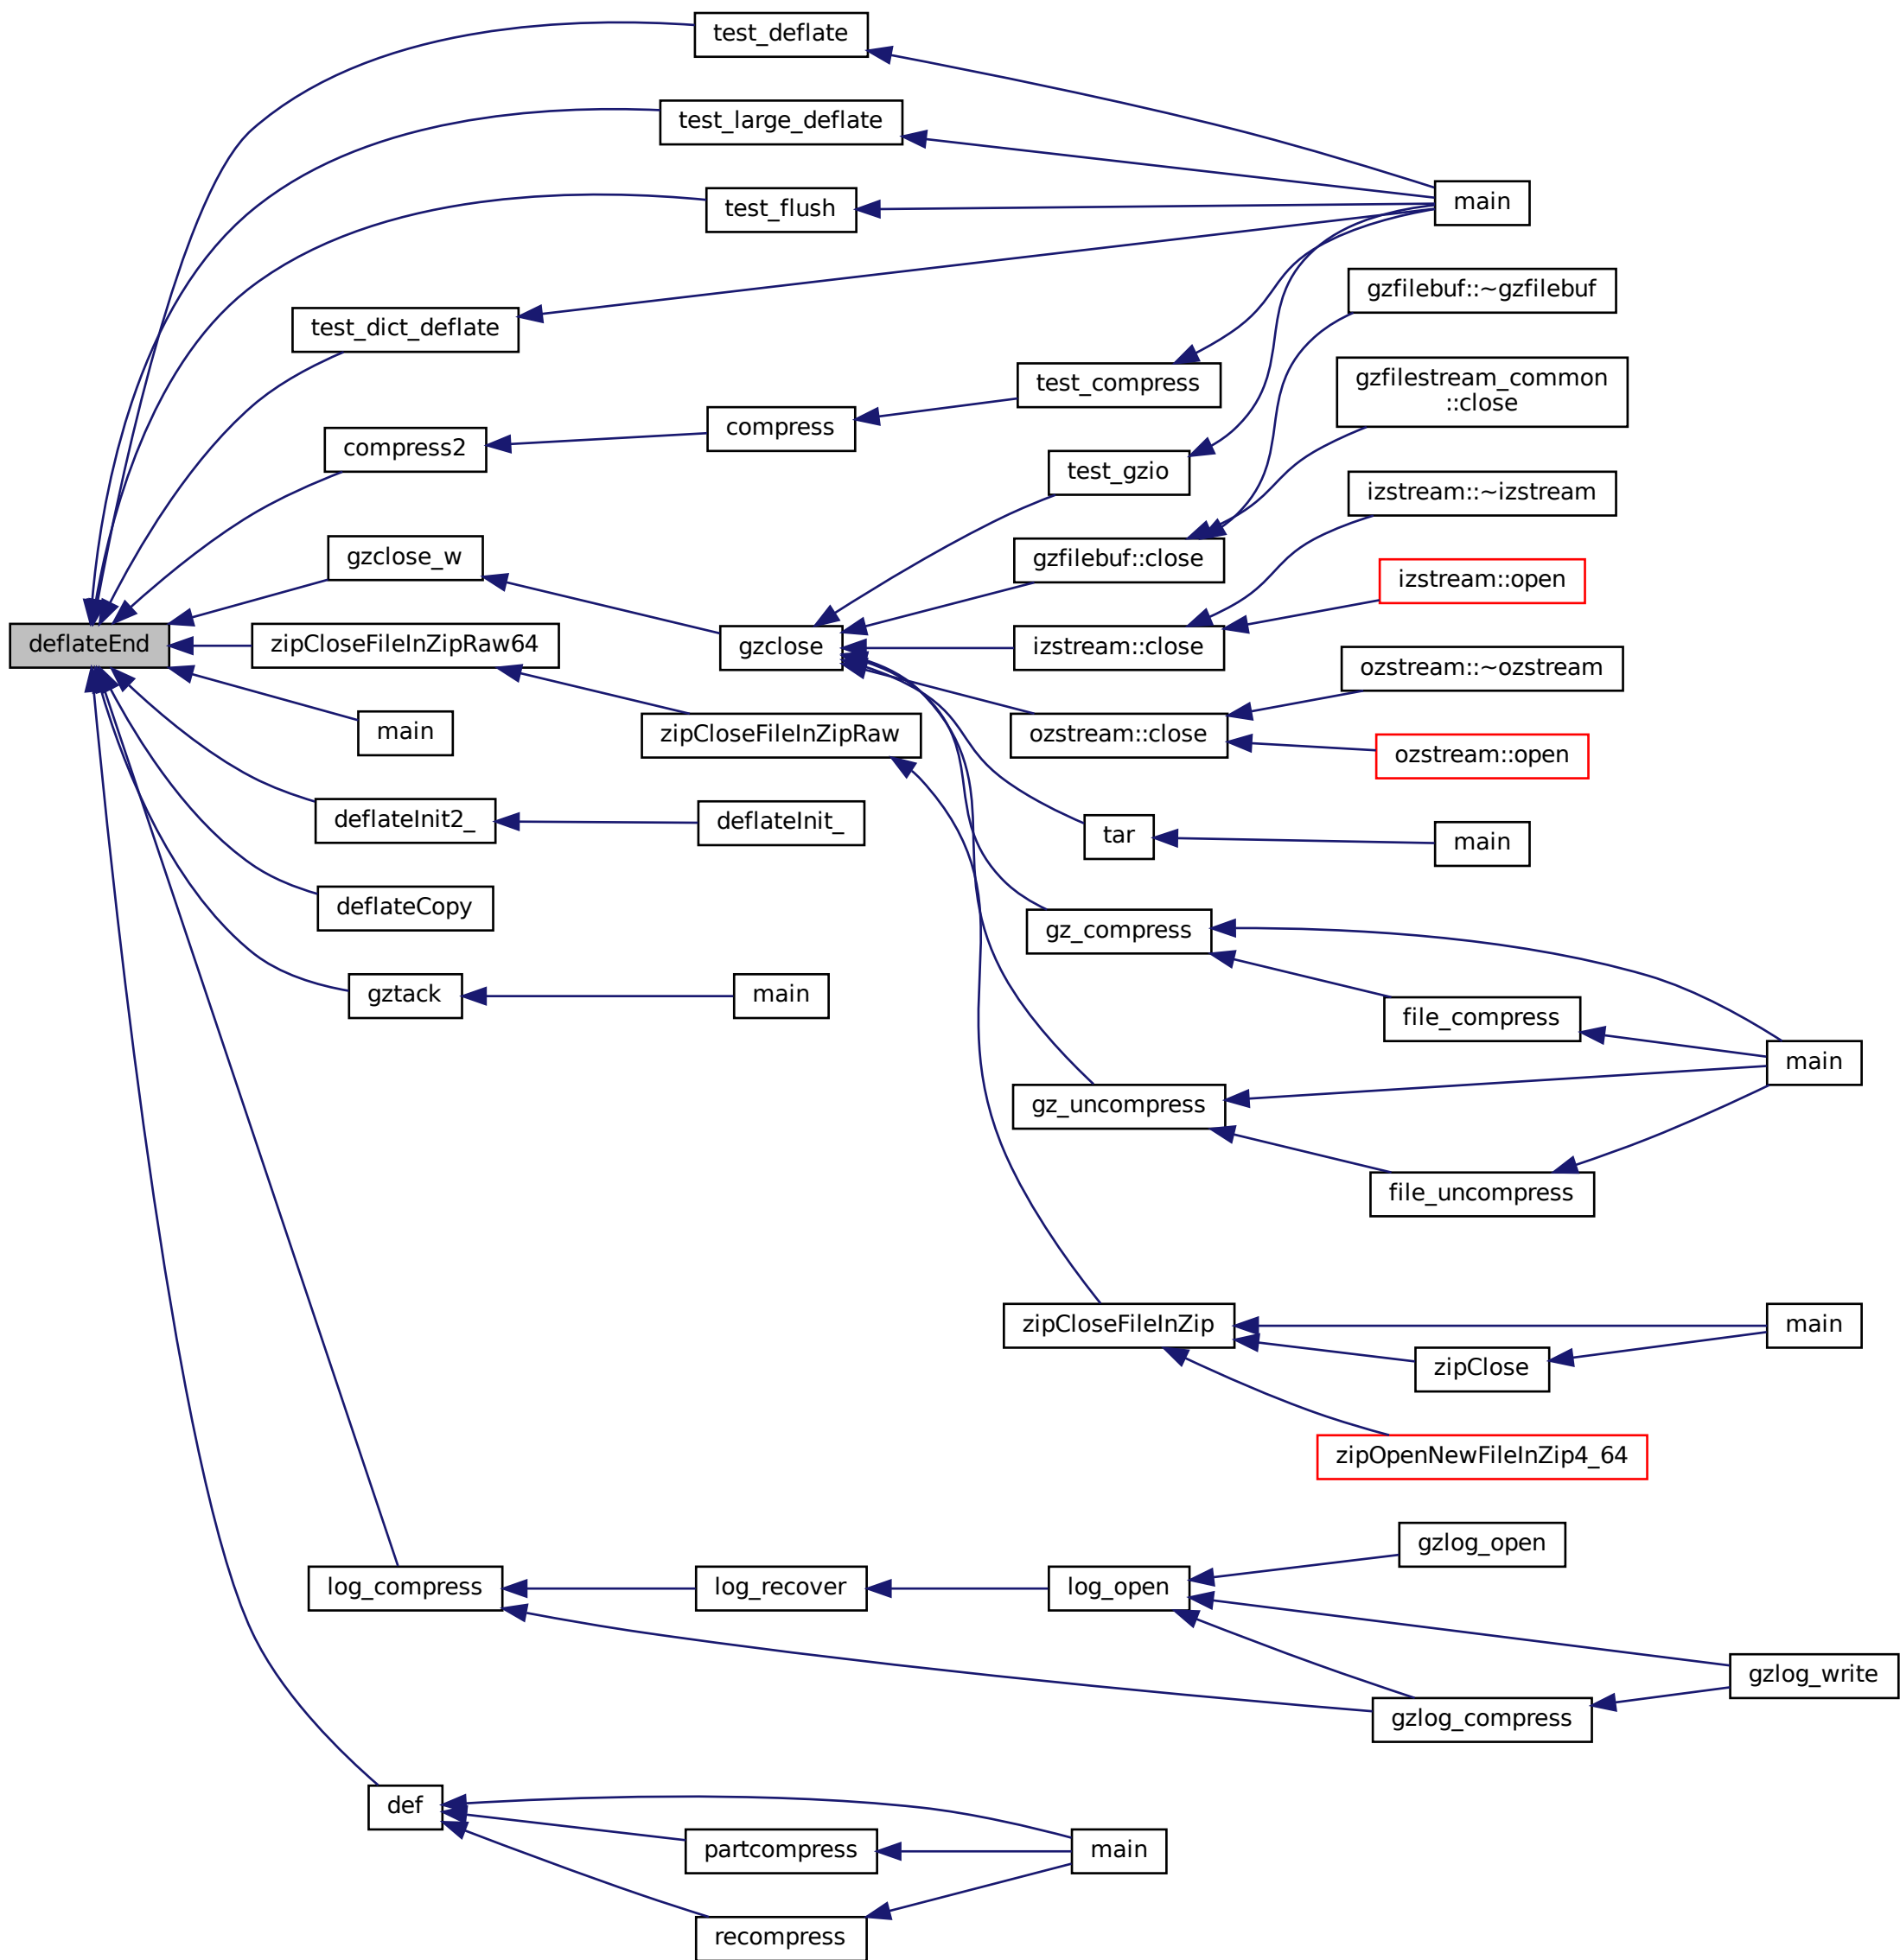 test_deflate
test_large_deflate
main
test_flush
gzfilebuf::~gzfilebuf
test_dict_deflate
test_compress
gzfilestream_common
::close
compress
compress2
test_gzio
izstream::~izstream
gzclose_w
gzfilebuf::close
izstream::open
deflateEnd
zipCloseFileInZipRaw64
gzclose
izstream::close
ozstream::~ozstream
main
zipCloseFileInZipRaw
ozstream::close
ozstream::open
deflateInit2_
deflateInit_
tar
main
deflateCopy
gz_compress
gztack
main
file_compress
main
gz_uncompress
file_uncompress
zipCloseFileInZip
main
zipClose
zipOpenNewFileInZip4_64
gzlog_open
log_compress
log_recover
log_open
gzlog_write
gzlog_compress
def
partcompress
main
recompress